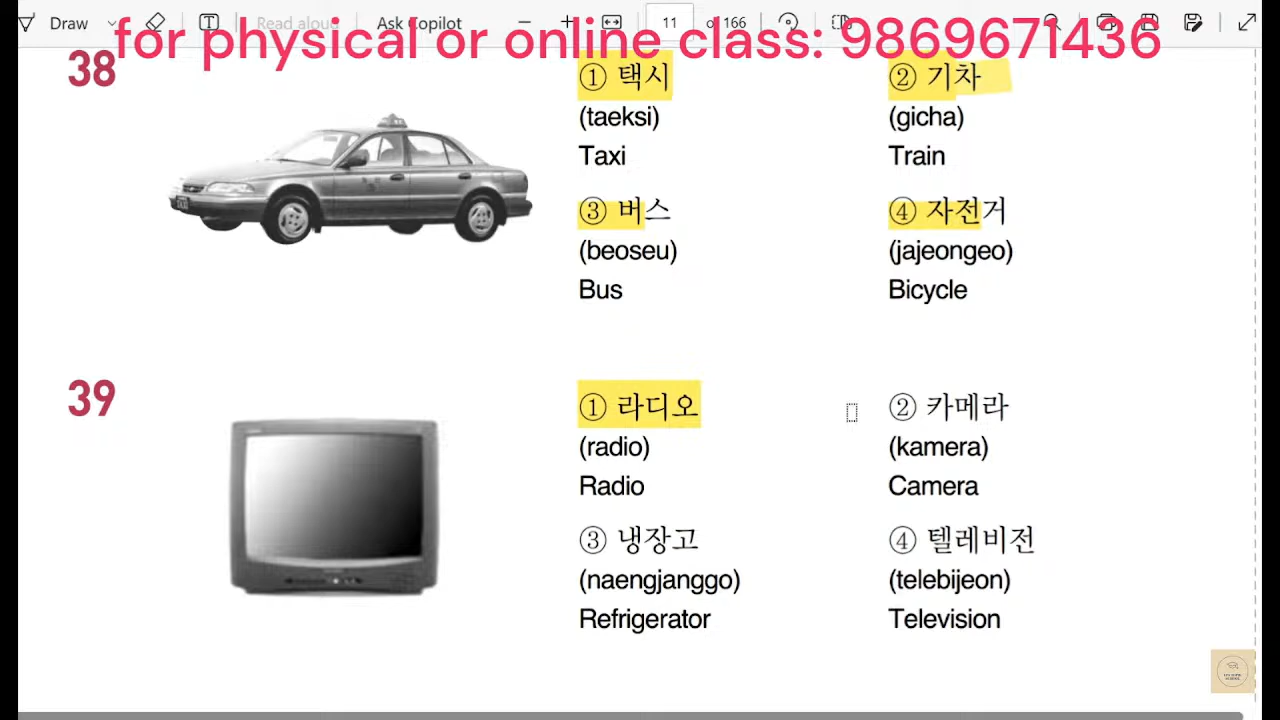 Draw
Read aloud
Ask Copilot
11 of 166
for physical or online class: 9869671436
38
① 택시
(taeksi)
Taxi
② 기차
(gicha)
Train
③ 버스
(beoseu)
Bus
④ 자전거
(jajeongeo)
Bicycle
TAXI
39
① 라디오
(radio)
Radio
② 카메라
(kamera)
Camera
③ 냉장고
(naengjanggo)
Refrigerator
④ 텔레비전
(telebijeon)
Television